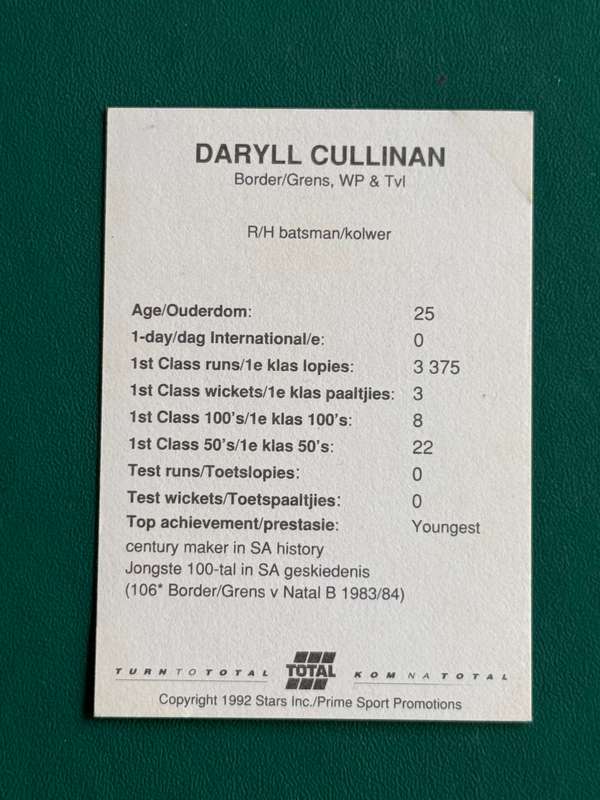 DARYLL CULLINAN
Border/Grens, WP & Tvl
R/H batsman/kolwer
Age/Ouderdom: 25
1-day/dag International/e: 0
1st Class runs/1e klas lopies: 3 375
1st Class wickets/1e klas paaltjies: 3
1st Class 100's/1e klas 100's: 8
1st Class 50's/1e klas 50's: 22
Test runs/Toetslopies: 0
Test wickets/Toetspaaltjies: 0
Top achievement/prestasie: Youngest
century maker in SA history
Jongste 100-tal in SA geskiedenis
(106* Border/Grens v Natal B 1983/84)
TURN TO TOTAL TOTAL KOM NA TOTAL
Copyright 1992 Stars Inc./Prime Sport Promotions